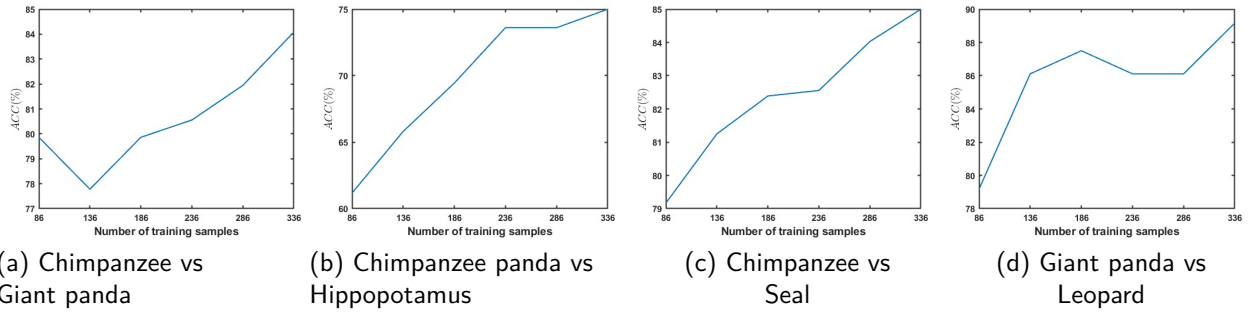 85
84
83
82
81
80
79
78
77
ACC(%)
86 136 186 236 286 336
Number of training samples
75
70
65
60
ACC(%)
86 136 186 236 286 336
Number of training samples
85
84
83
82
81
80
79
ACC(%)
86 136 186 236 286 336
Number of training samples
90
88
86
84
82
80
78
ACC(%)
86 136 186 236 286 336
Number of training samples
(a) Chimpanzee vs
Giant panda
(b) Chimpanzee panda vs
Hippopotamus
(c) Chimpanzee vs
Seal
(d) Giant panda vs
Leopard